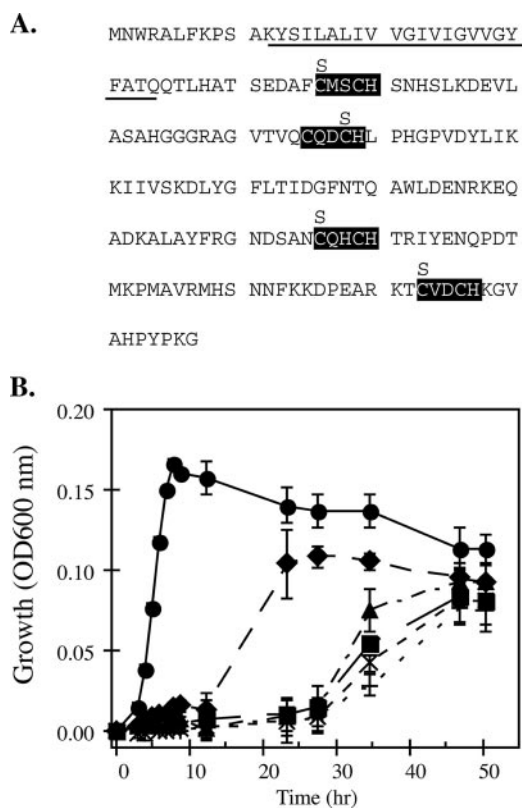 A.
MNWRALFKPS AKYSILALIV VGIVIGVVGY
S
FATQQTLHAT SEDAFCMSCH SNHSLKDEVL
S
ASAHGGGRAG VTVQCQDCHL PHGPVDYLIK
KIIVSKDLYG FLTIDGFNTQ AWLDENRKEQ
S
ADKALAYFRG NDSANCQHCH TRIYENQPDT
S
MKPMAVRMHS NNFKKDPEAR KTCVDCHKGV
AHPYPKG
B.
0.20
0.15
0.10
0.05
0.00
Growth (OD600 nm)
0 10 20 30 40 50
Time (hr)